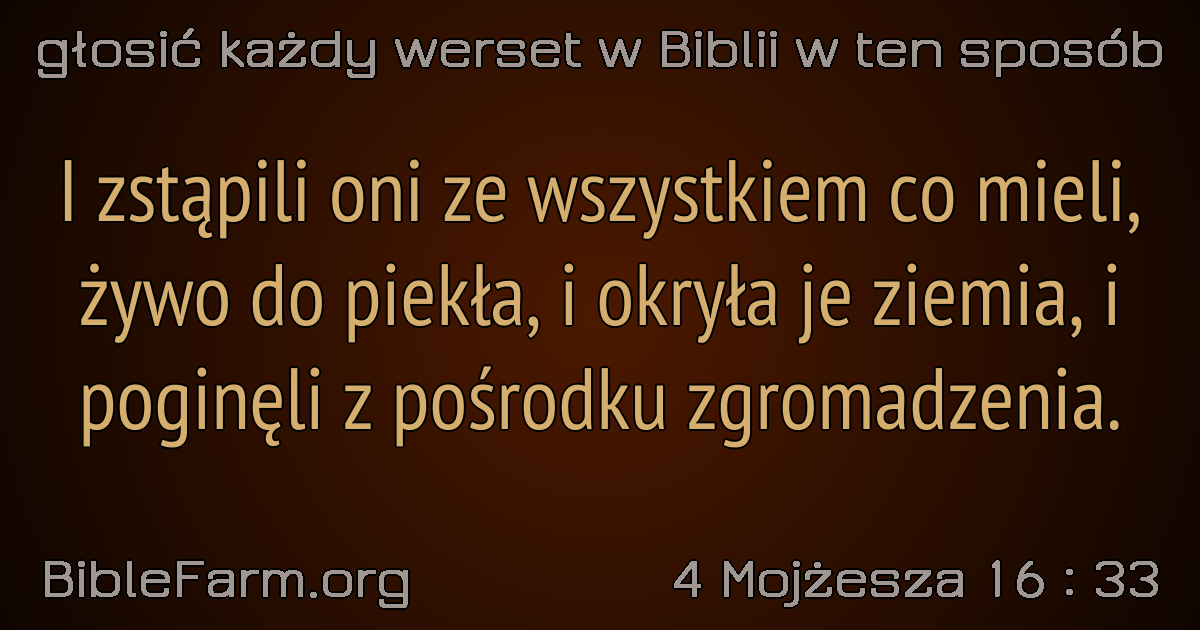 głosić każdy werset w Biblii w ten sposób
I zstąpili oni ze wszystkiem co mieli,
żywo do piekła, i okryła je ziemia, i
poginęli z pośrodku zgromadzenia.
BibleFarm.org
4 Mojżesza 16 : 33